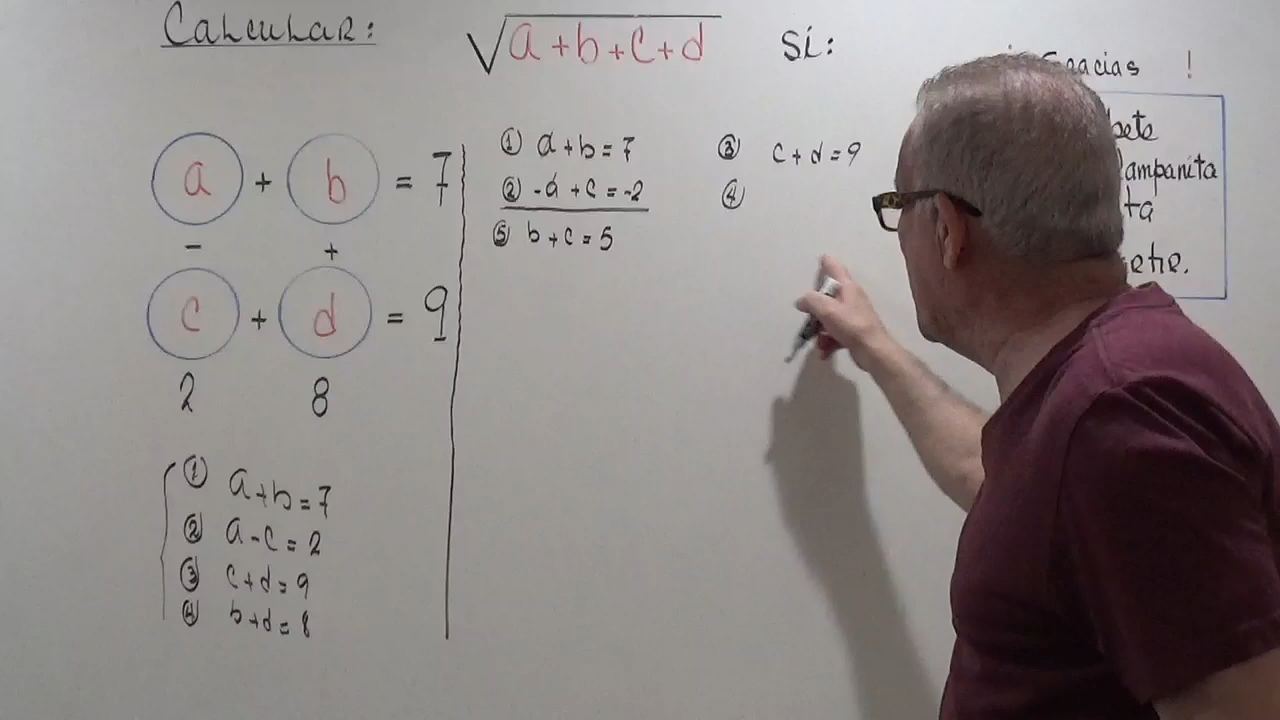 Calcular: √a+b+c+d Sí:
Gracias !
a + b = 7
- +
c + d = 9
2 8
① a+b=7
② a-c=2
③ c+d=9
④ b+d=8
① a+b=7
② -a+c=-2
⑤ b+c=5
③ c+d=9
④